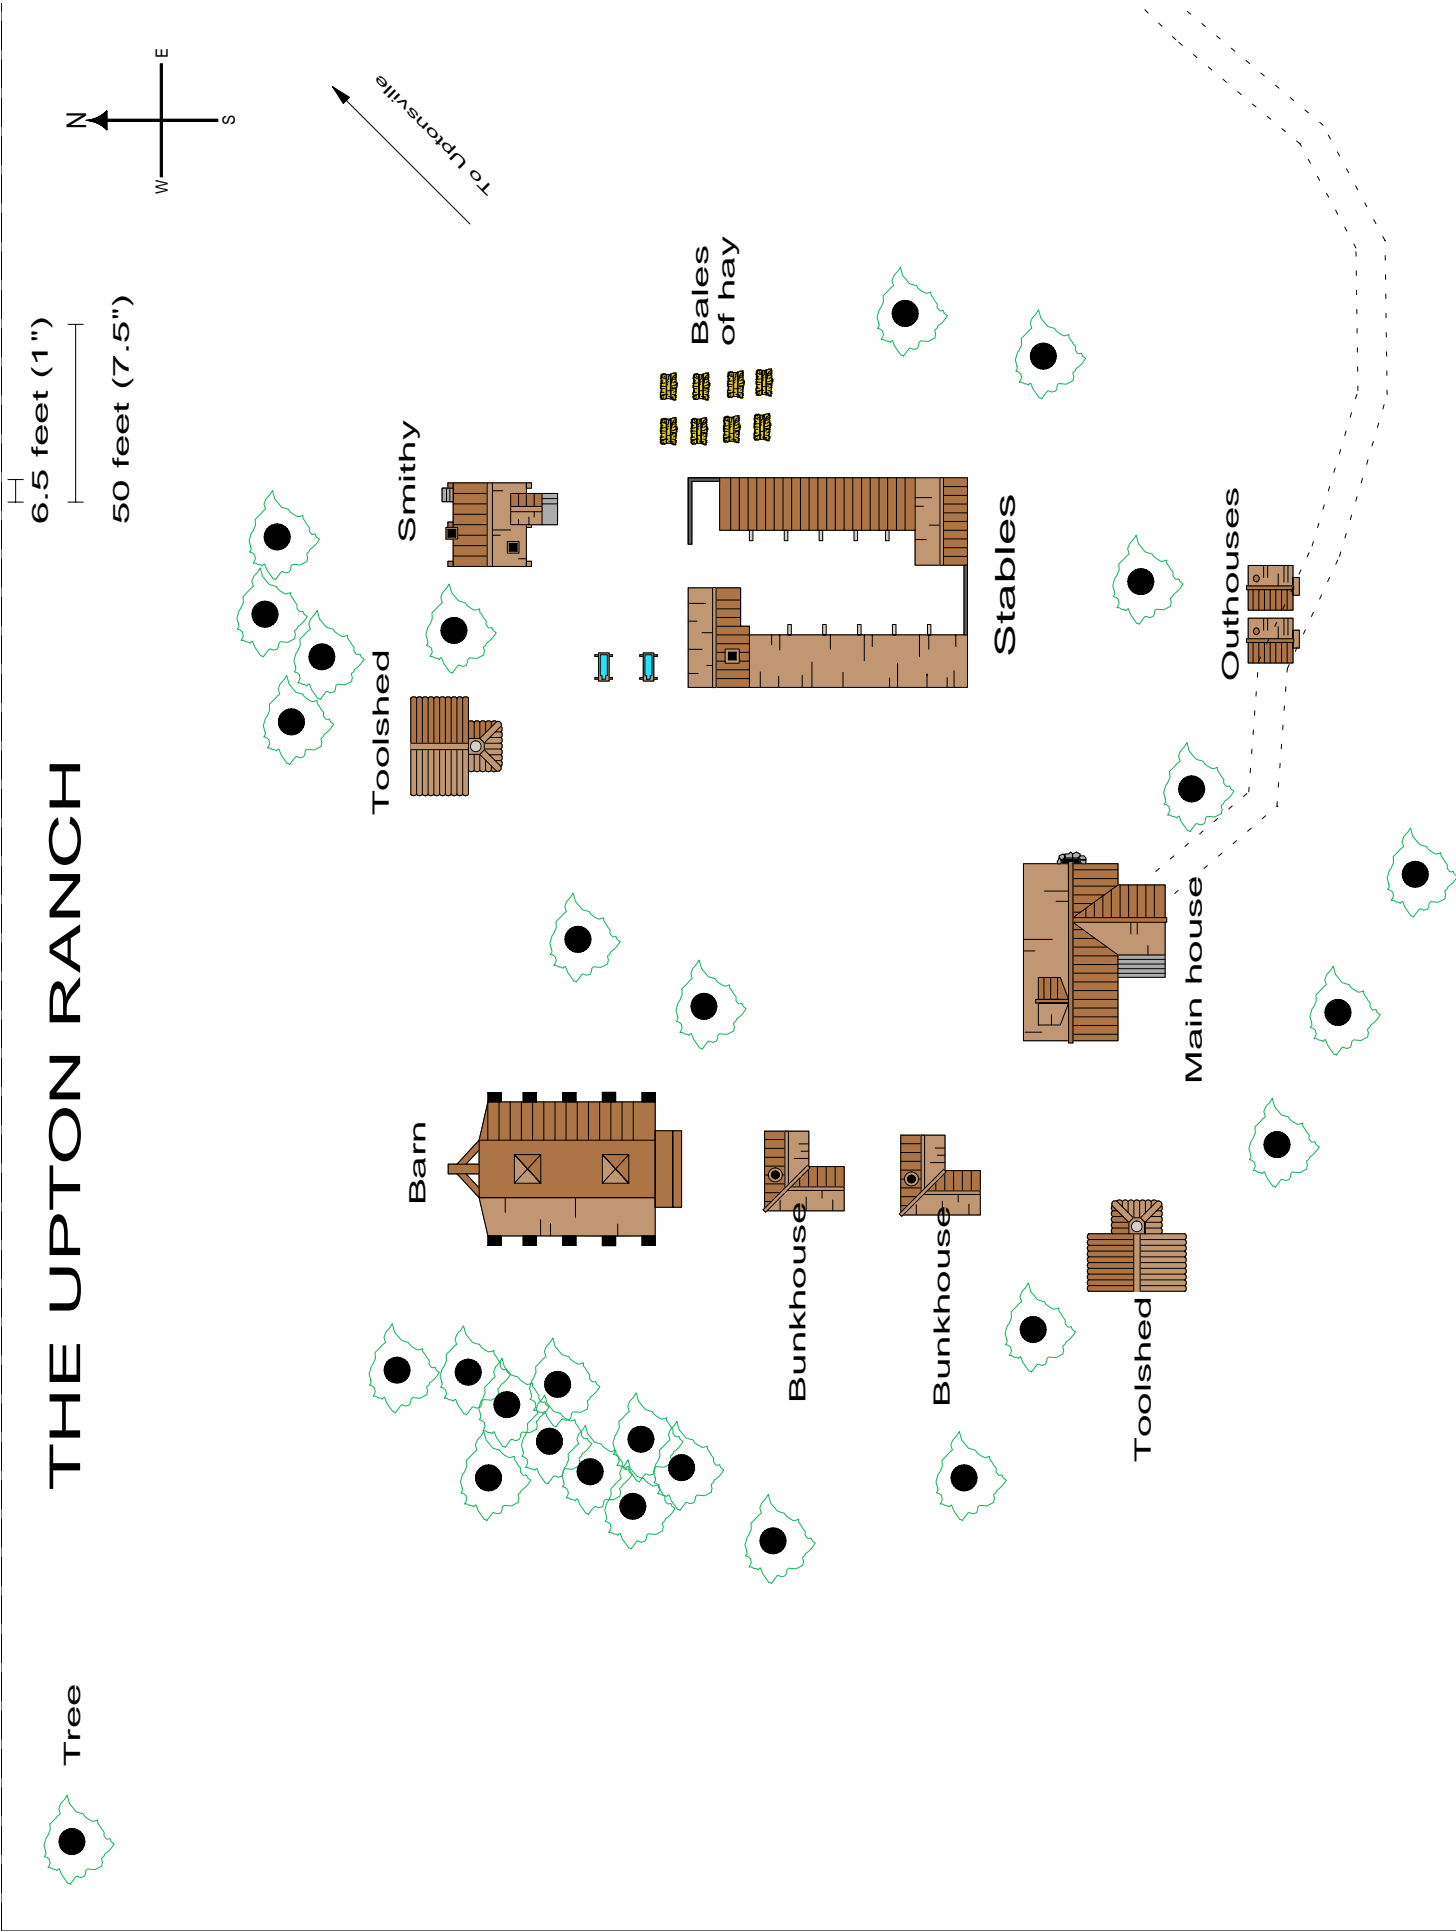 THE UPTON RANCH
6.5 feet (1")
50 feet (7.5")
N
W
E
S
To Uptonsville
Tree
Toolshed
Smithy
Barn
Bales
of hay
Stables
Bunkhouse
Bunkhouse
Outhouses
Main house
Toolshed